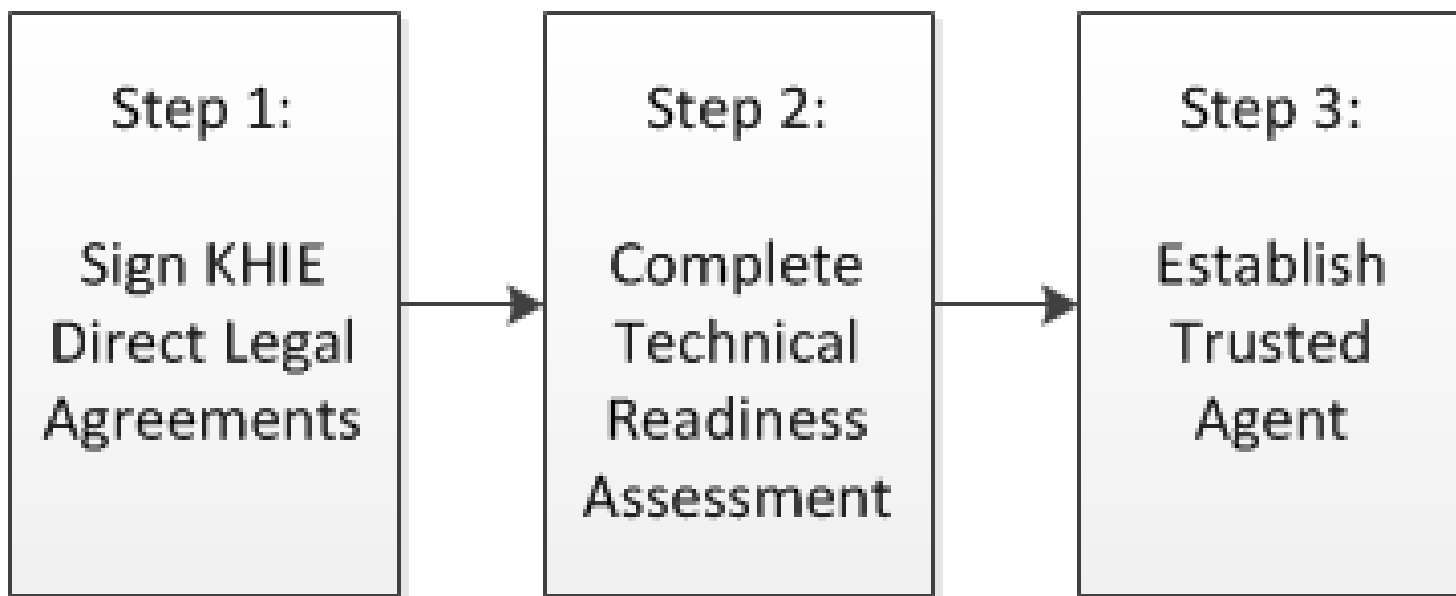 Step 1:
Sign KHIE
Direct Legal
Agreements
Step 2:
Complete
Technical
Readiness
Assessment
Step 3:
Establish
Trusted
Agent